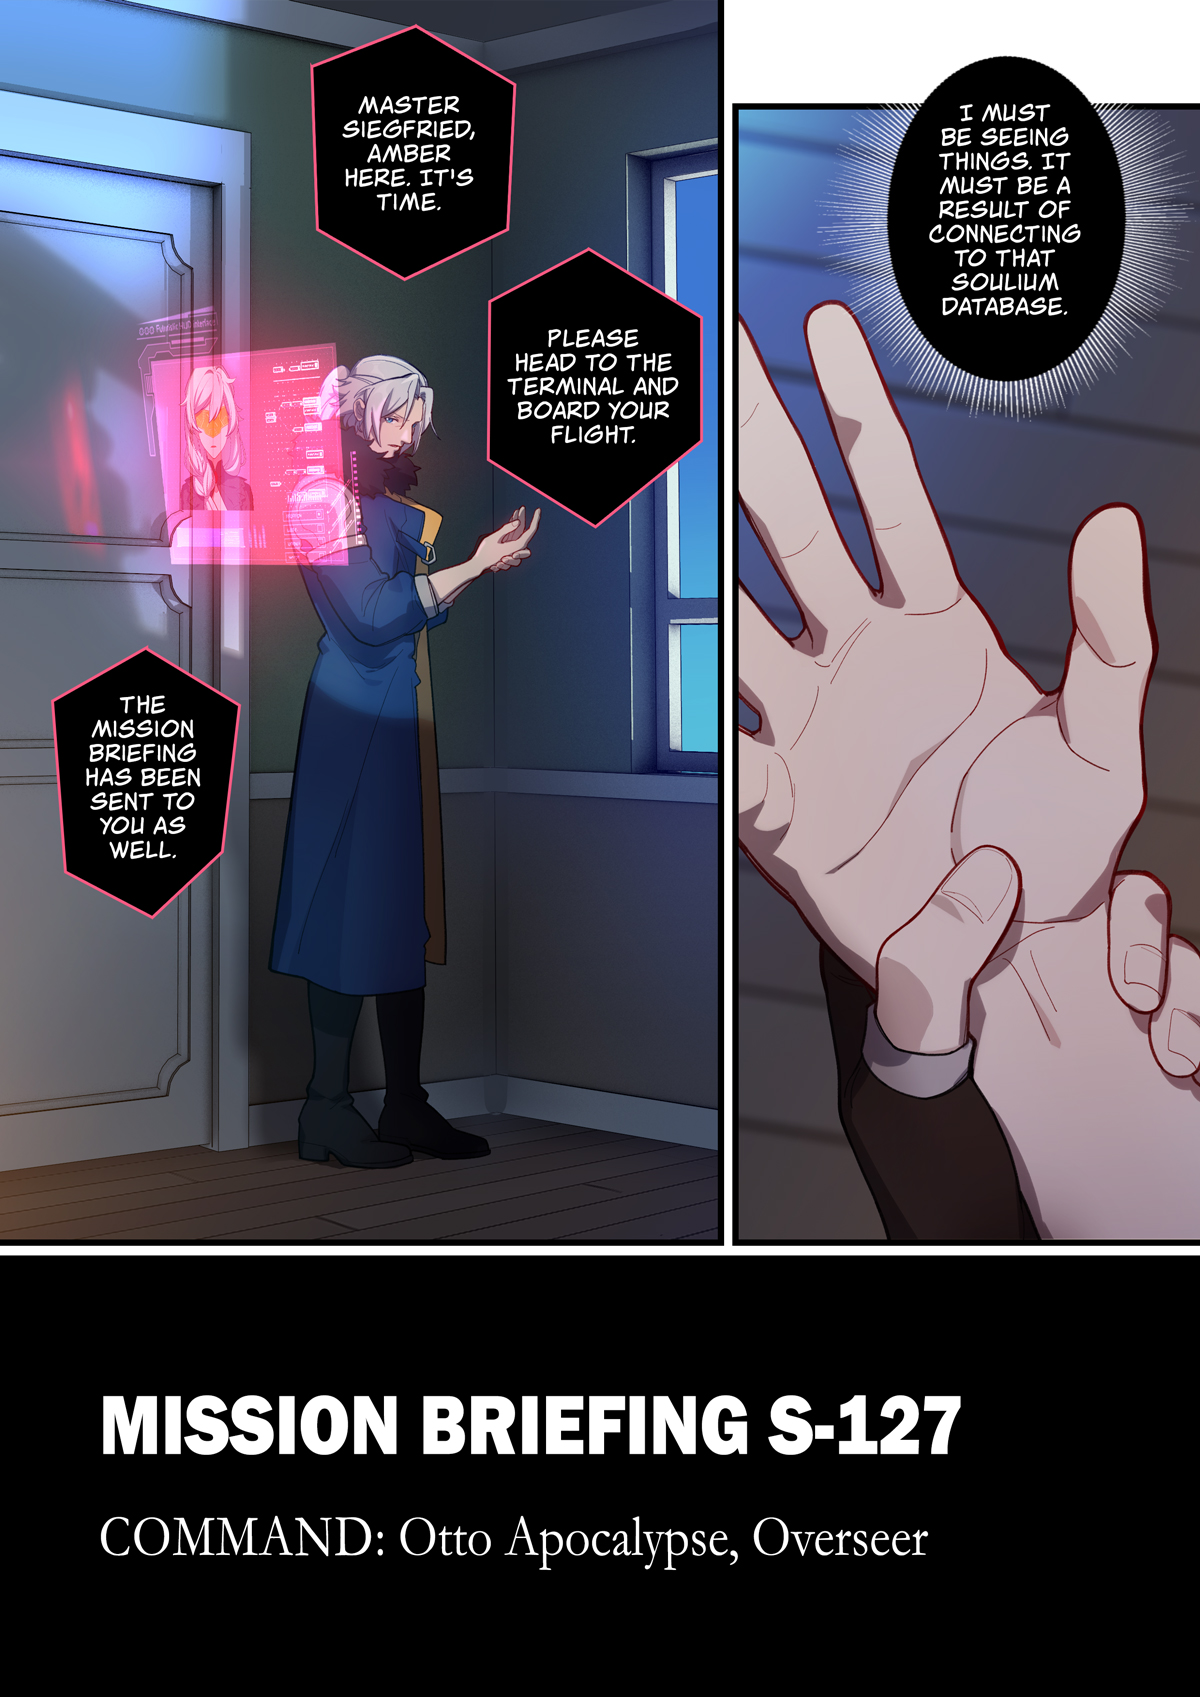 MASTER
SIEGFRIED,
AMBER
HERE. IT'S
TIME.
PLEASE
HEAD TO THE
TERMINAL AND
BOARD YOUR
FLIGHT.
THE
MISSION
BRIEFING
HAS BEEN
SENT TO
YOU AS
WELL.
I MUST
BE SEEING
THINGS. IT
MUST BE A
RESULT OF
CONNECTING
TO THAT
SOULIUM
DATABASE.
MISSION BRIEFING S-127
COMMAND: Otto Apocalypse, Overseer